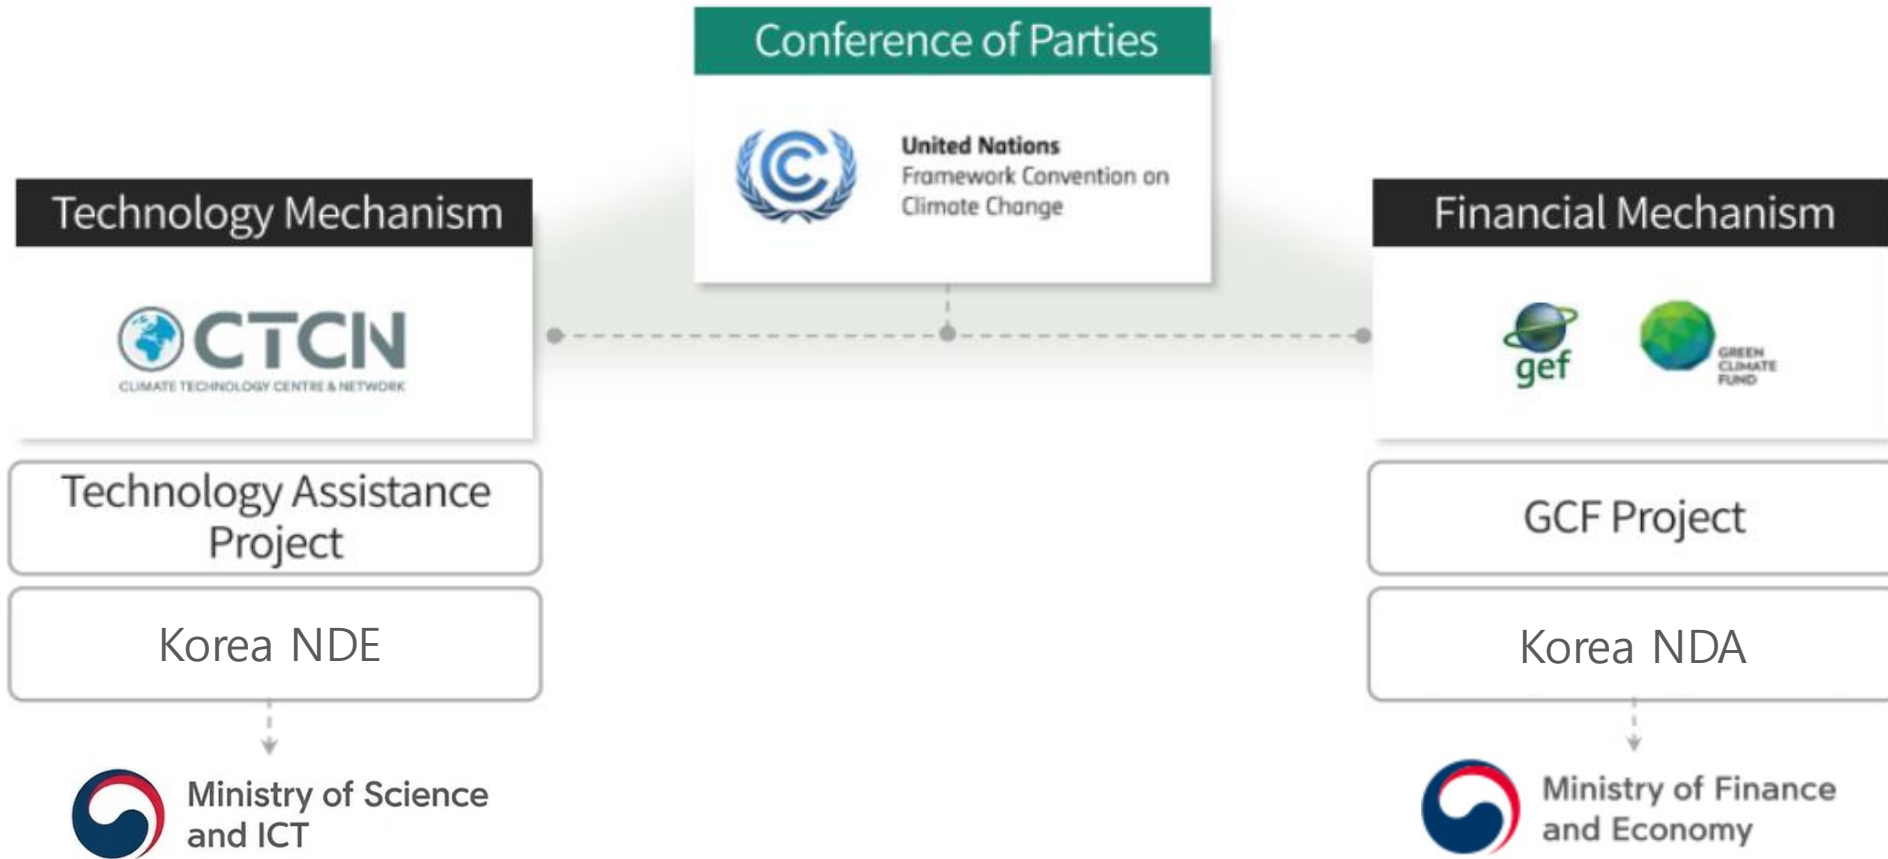 Conference of Parties
United Nations
Framework Convention on
Climate Change
Technology Mechanism
CTCN
CLIMATE TECHNOLOGY CENTRE & NETWORK
Technology Assistance
Project
Korea NDE
Ministry of Science
and ICT
Financial Mechanism
gef
GREEN
CLIMATE
FUND
GCF Project
Korea NDA
Ministry of Finance
and Economy